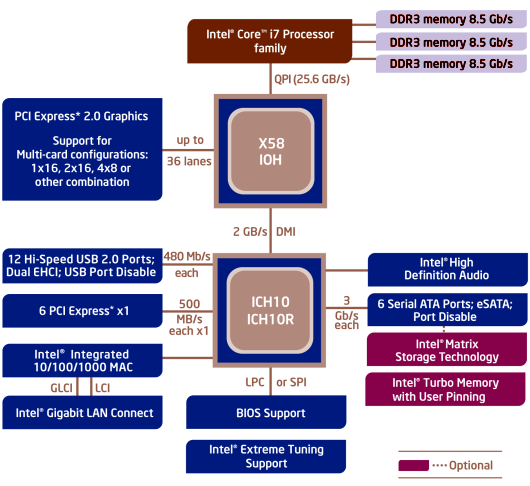 Intel® Core™ i7 Processor
family
DDR3 memory 8.5 Gb/s
DDR3 memory 8.5 Gb/s
DDR3 memory 8.5 Gb/s
QPI (25.6 GB/s)
PCI Express* 2.0 Graphics
Support for
Multi-card configurations:
1x16, 2x16, 4x8 or
other combination
up to
36 lanes
X58
IOH
2 GB/s DMI
12 Hi-Speed USB 2.0 Ports;
Dual EHCI; USB Port Disable
480 Mb/s
each
6 PCI Express* x1
500
MB/s
each x1
Intel® Integrated
10/100/1000 MAC
GLCI
LCI
Intel® Gigabit LAN Connect
ICH10
ICH10R
Intel® High
Definition Audio
3
Gb/s
each
6 Serial ATA Ports; eSATA;
Port Disable
Intel® Matrix
Storage Technology
Intel® Turbo Memory
with User Pinning
LPC or SPI
BIOS Support
Intel® Extreme Tuning
Support
Optional